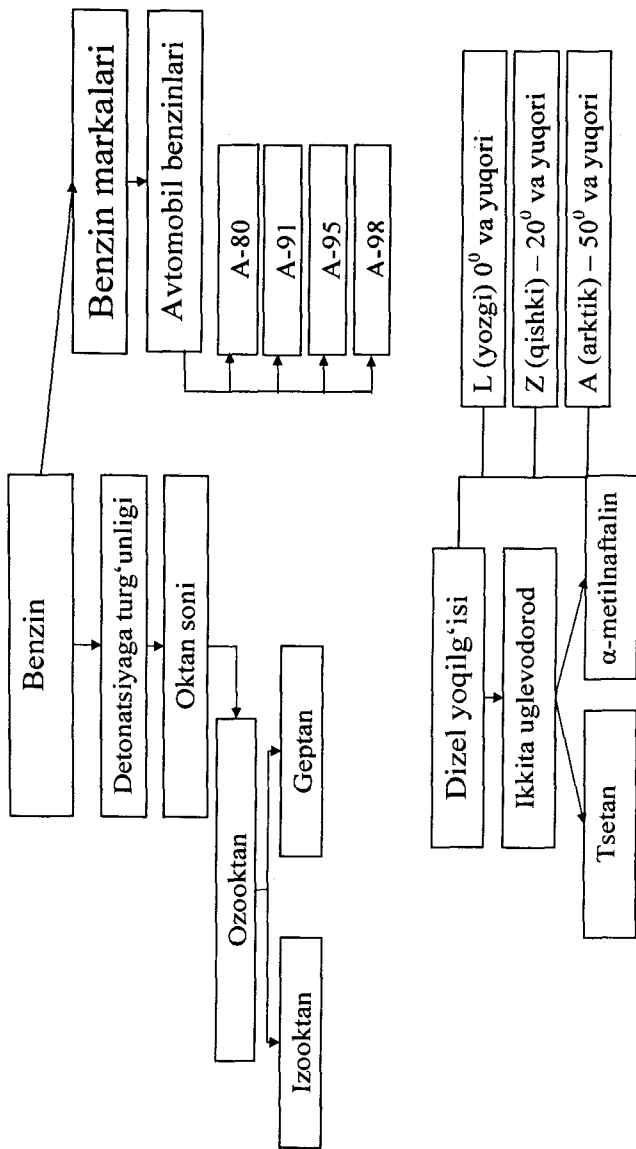 Benzin
Detonatsiyaga turg‘unligi
Oktan soni
Ozooktan
Izooktan
Geptan
Benzin markalari
Avtomobil benzinlari
A-80
A-91
A-95
A-98
Dizel yoqilg‘isi
Ikkita uglevodorod
Tsetan
α-metilnaftalin
L (yozgi) 0⁰ va yuqori
Z (qishki) – 20⁰ va yuqori
A (arktik) – 50⁰ va yuqori